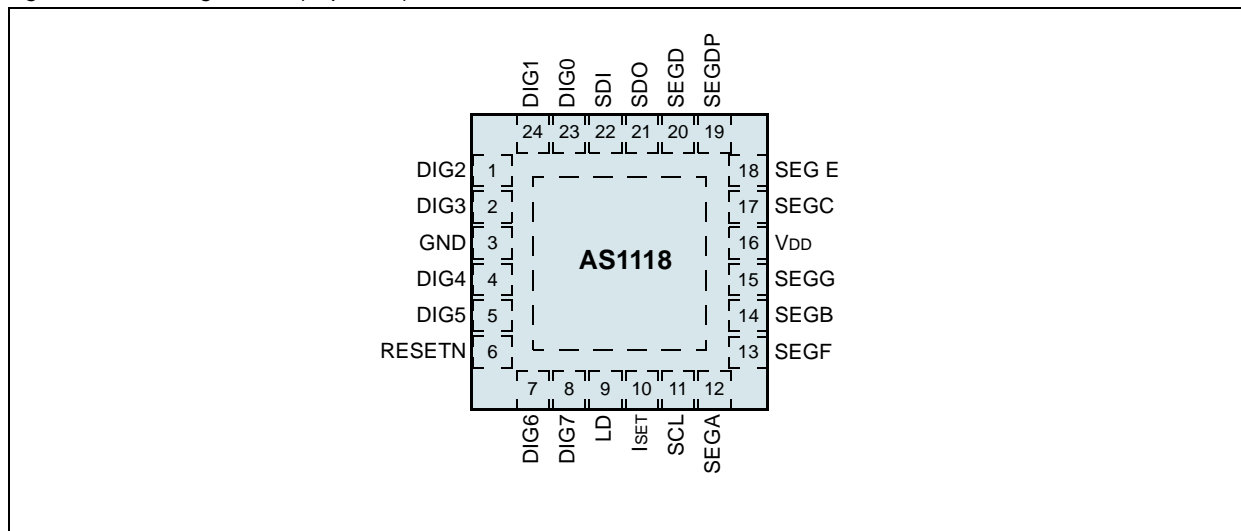 DIG1
DIG0
SDI
SDO
SEGD
SEGDP
24
23
22
21
20
19
DIG2 1
DIG3 2
GND 3
DIG4 4
DIG5 5
RESETN 6
AS1118
18 SEG E
17 SEGC
16 VDD
15 SEGG
14 SEGB
13 SEGF
7
8
9
10
11
12
DIG6
DIG7
LD
ISET
SCL
SEGA